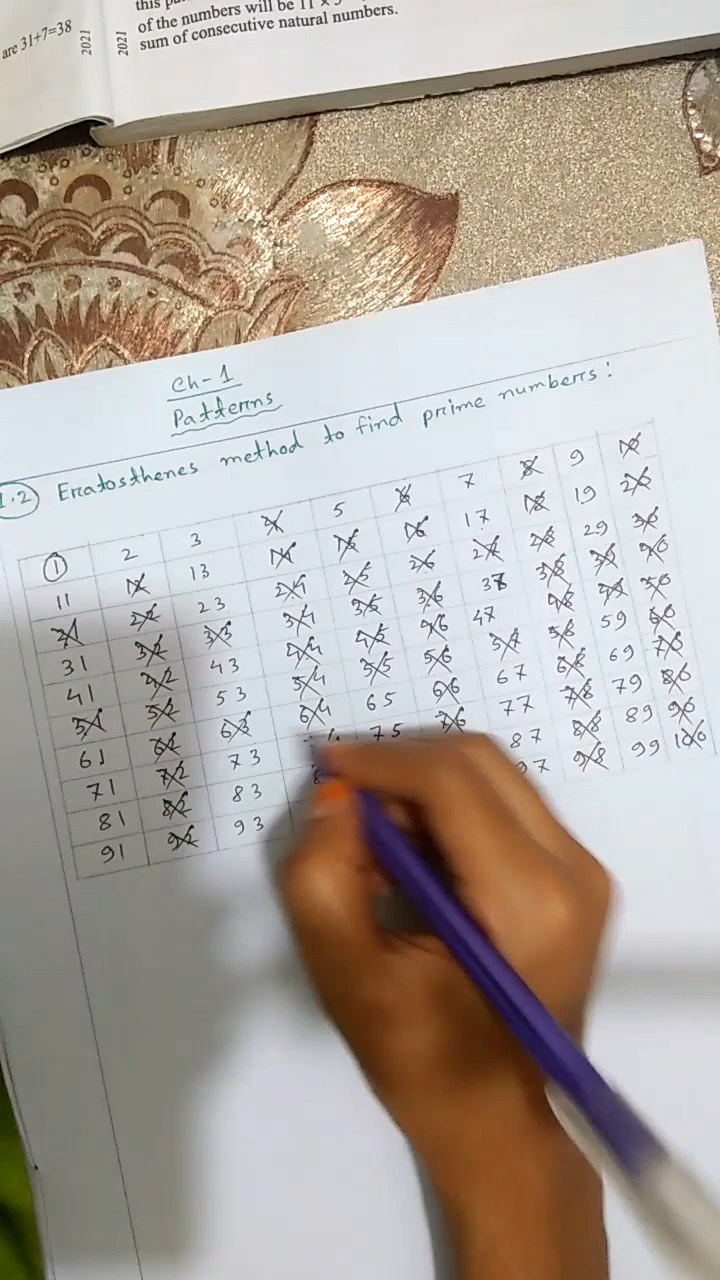 are 31+7=38
2021
2021
of the numbers will be 11 ×
sum of consecutive natural numbers.
Ch-1
Patterns
1.2 Eratosthenes method to find prime numbers:
1 2 3 4 5 6 7 8 9 10
11 12 13 14 15 16 17 18 19 20
21 22 23 24 25 26 27 28 29 30
31 32 33 34 35 36 37 38 39 40
41 42 43 44 45 46 47 48 49 50
51 52 53 54 55 56 57 58 59 60
61 62 63 64 65 66 67 68 69 70
71 72 73 75 76 77 78 79 80
81 82 83 87 88 89 90
91 92 93 97 98 99 100